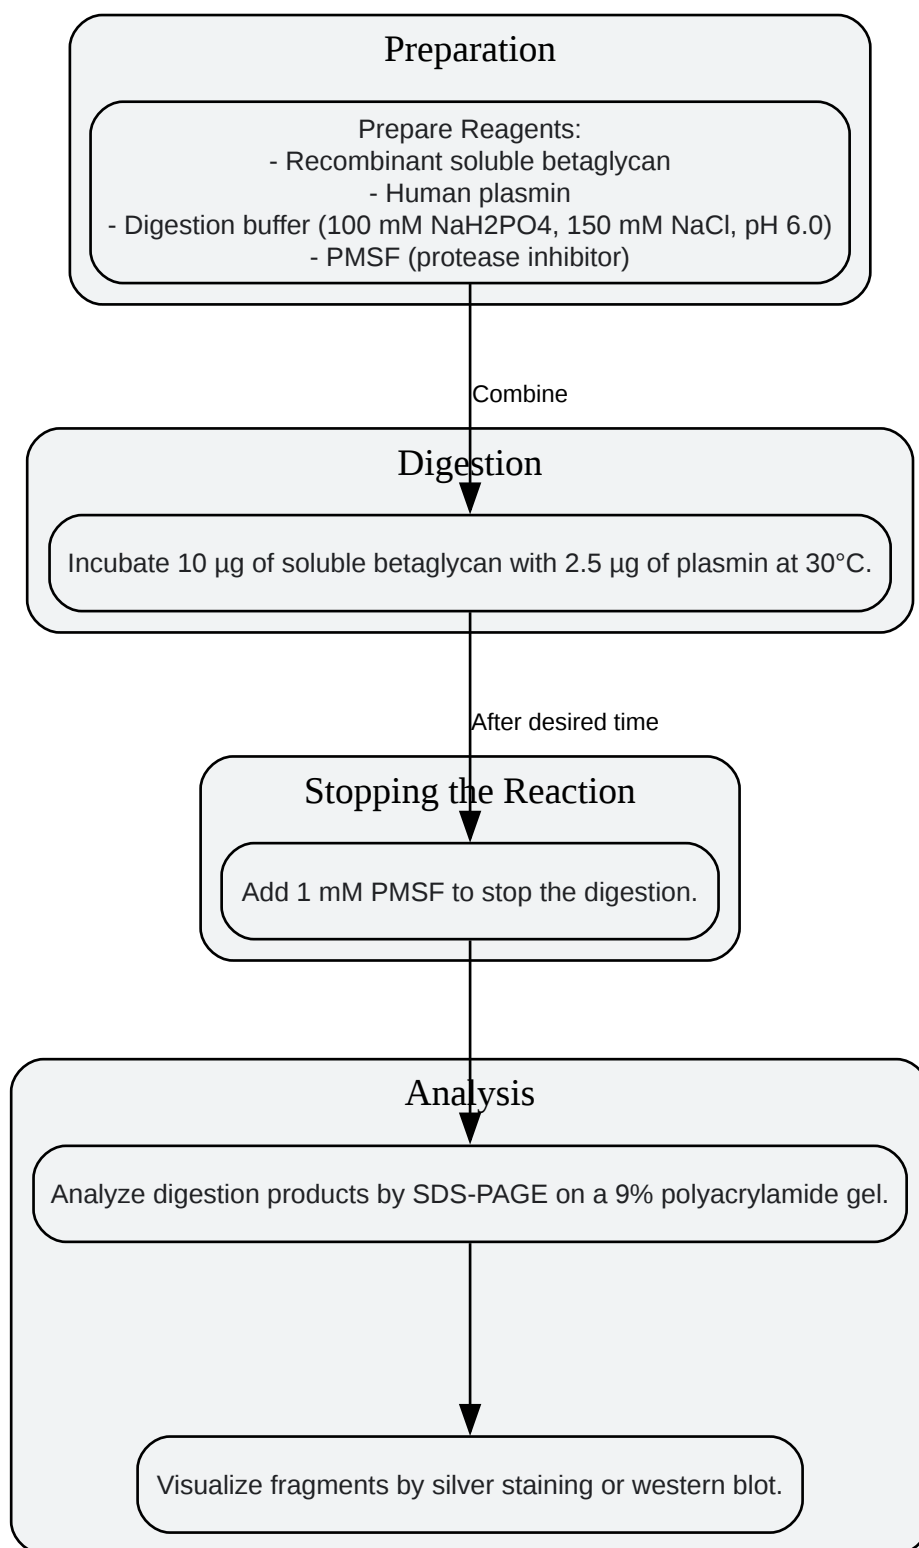 Preparation
Prepare Reagents:
- Recombinant soluble betaglycan
- Human plasmin
- Digestion buffer (100 mM NaH2PO4, 150 mM NaCl, pH 6.0)
- PMSF (protease inhibitor)
Combine
Digestion
Incubate 10 µg of soluble betaglycan with 2.5 µg of plasmin at 30°C.
After desired time
Stopping the Reaction
Add 1 mM PMSF to stop the digestion.
Analysis
Analyze digestion products by SDS-PAGE on a 9% polyacrylamide gel.
Visualize fragments by silver staining or western blot.